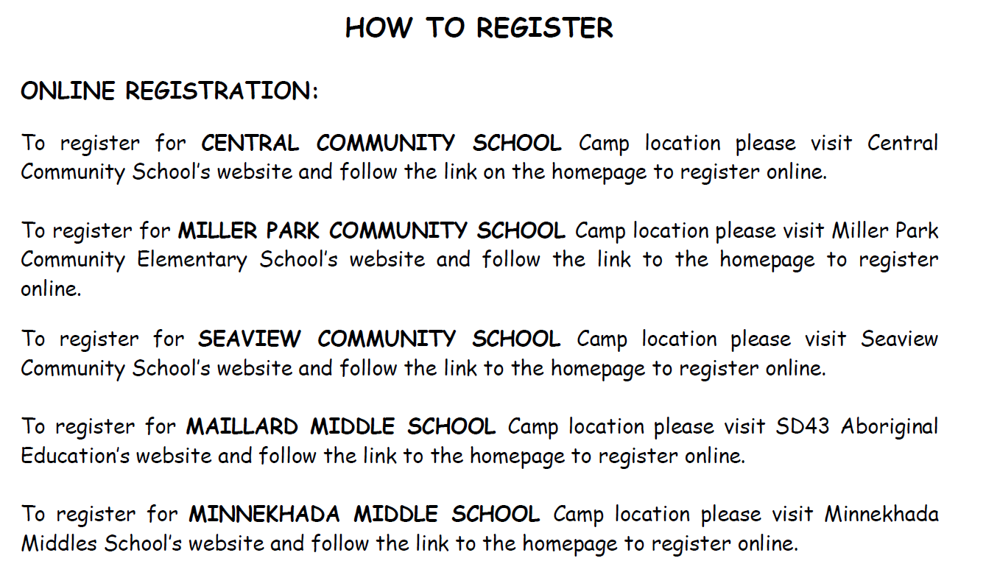 HOW TO REGISTER
ONLINE REGISTRATION:
To register for CENTRAL COMMUNITY SCHOOL Camp location please visit Central
Community School's website and follow the link on the homepage to register online.
To register for MILLER PARK COMMUNITY SCHOOL Camp location please visit Miller Park
Community Elementary School's website and follow the link to the homepage to register
online.
To register for SEAVIEW COMMUNITY SCHOOL Camp location please visit Seaview
Community School's website and follow the link to the homepage to register online.
To register for MAILLARD MIDDLE SCHOOL Camp location please visit SD43 Aboriginal
Education's website and follow the link to the homepage to register online.
To register for MINNEKHADA MIDDLE SCHOOL Camp location please visit Minnekhada
Middles School's website and follow the link to the homepage to register online.